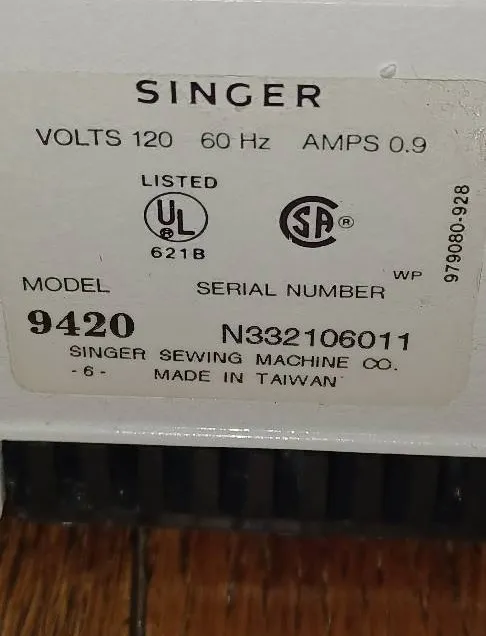 SINGER
VOLTS 120 60 Hz AMPS 0.9
LISTED
UL ®
SA ®
621B
979080-928
WP
MODEL SERIAL NUMBER
9420 N332106011
SINGER SEWING MACHINE CO.
-6- MADE IN TAIWAN